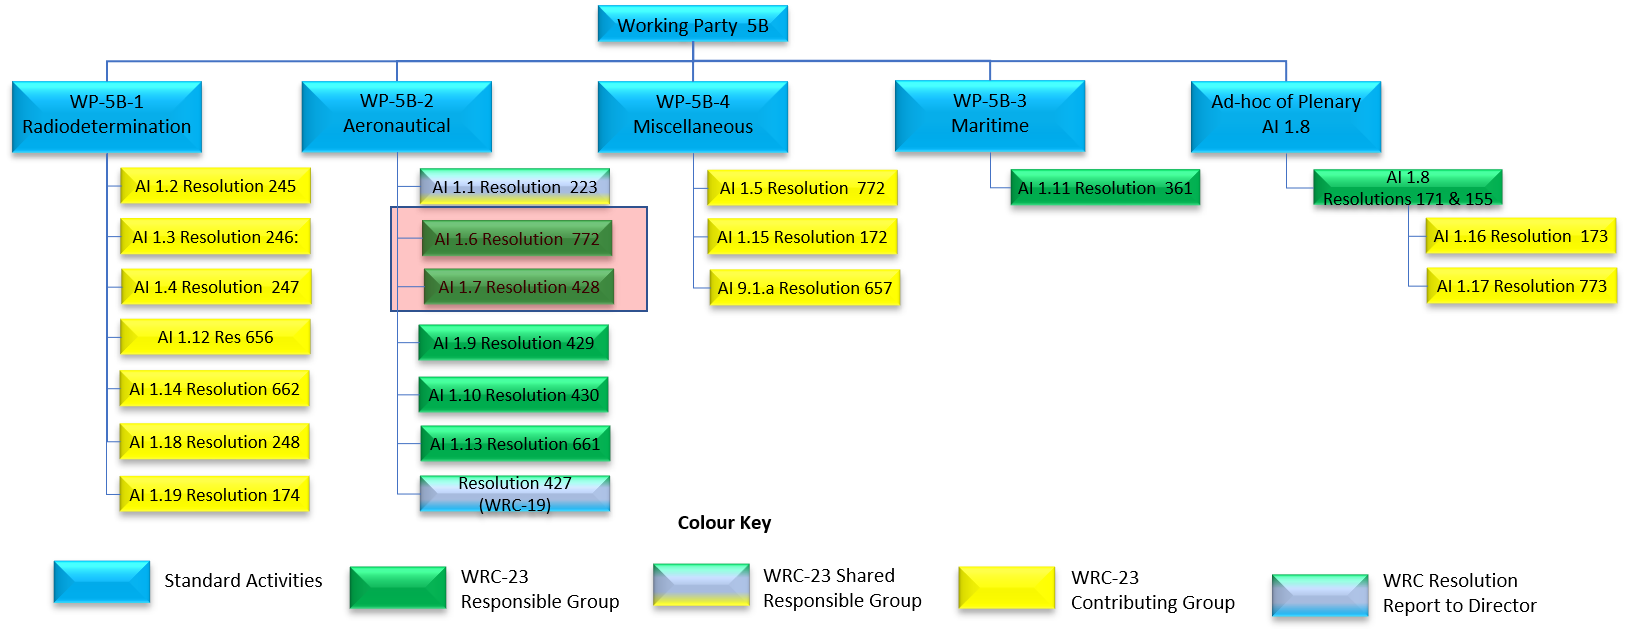 Working Party  5B
WP-5B-1
Radiodetermination
AI 1.2 Resolution 245
AI 1.3 Resolution 246:
AI 1.4 Resolution  247
AI 1.12 Res 656
AI 1.14 Resolution 662
AI 1.18 Resolution 248
AI 1.19 Resolution 174
WP-5B-2
Aeronautical
AI 1.1 Resolution  223
AI 1.6 Resolution  772
AI 1.7 Resolution 428
AI 1.9 Resolution 429
AI 1.10 Resolution 430
AI 1.13 Resolution 661
Resolution 427
(WRC-19)
WP-5B-4
Miscellaneous
AI 1.5 Resolution  772
AI 1.15 Resolution 172
AI 9.1.a Resolution 657
WP-5B-3
Maritime
AI 1.11 Resolution  361
Ad-hoc of Plenary
AI 1.8
AI 1.8
Resolutions 171 & 155
AI 1.16 Resolution  173
AI 1.17 Resolution 773
Colour Key
Standard Activities
WRC-23
Responsible Group
WRC-23 Shared
Responsible Group
WRC-23
Contributing Group
WRC Resolution
Report to Director